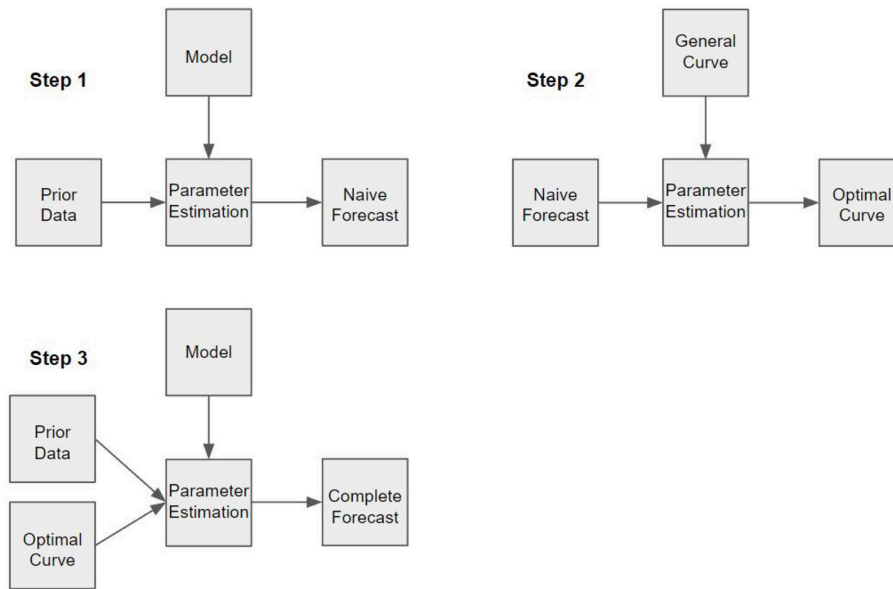 Step 1
Model
Prior
Data
Parameter
Estimation
Naive
Forecast
Step 2
General
Curve
Naive
Forecast
Parameter
Estimation
Optimal
Curve
Step 3
Model
Prior
Data
Optimal
Curve
Parameter
Estimation
Complete
Forecast